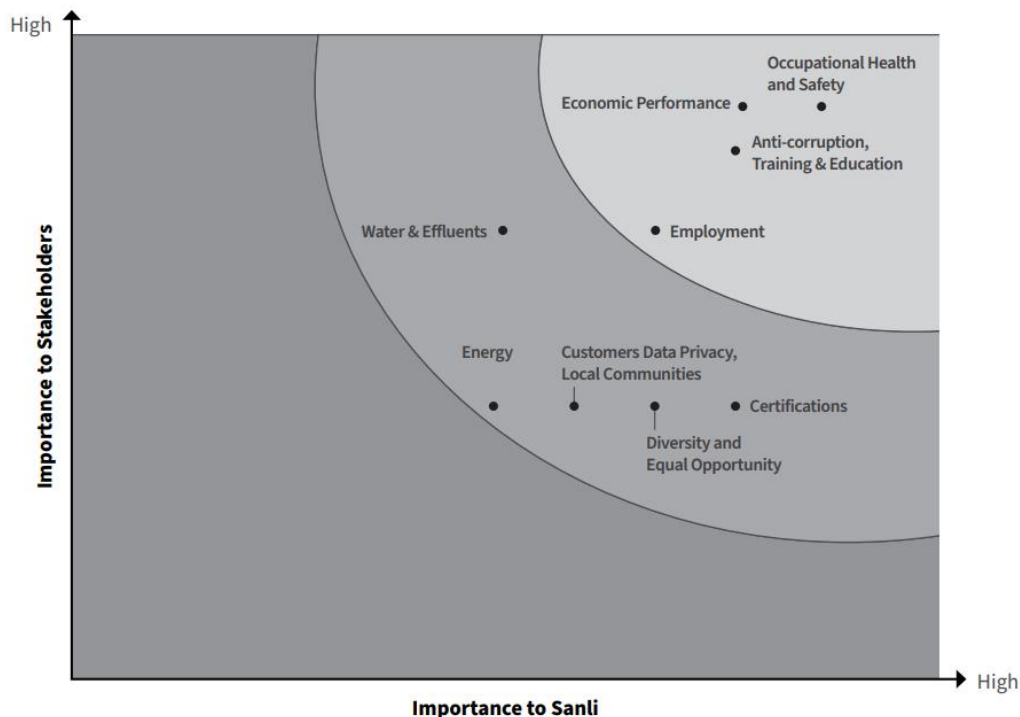 High
Occupational Health
and Safety
Economic Performance
Anti-corruption,
Training & Education
Water & Effluents
Employment
Importance to Stakeholders
Energy
Customers Data Privacy,
Local Communities
Certifications
Diversity and
Equal Opportunity
High
Importance to Sanli